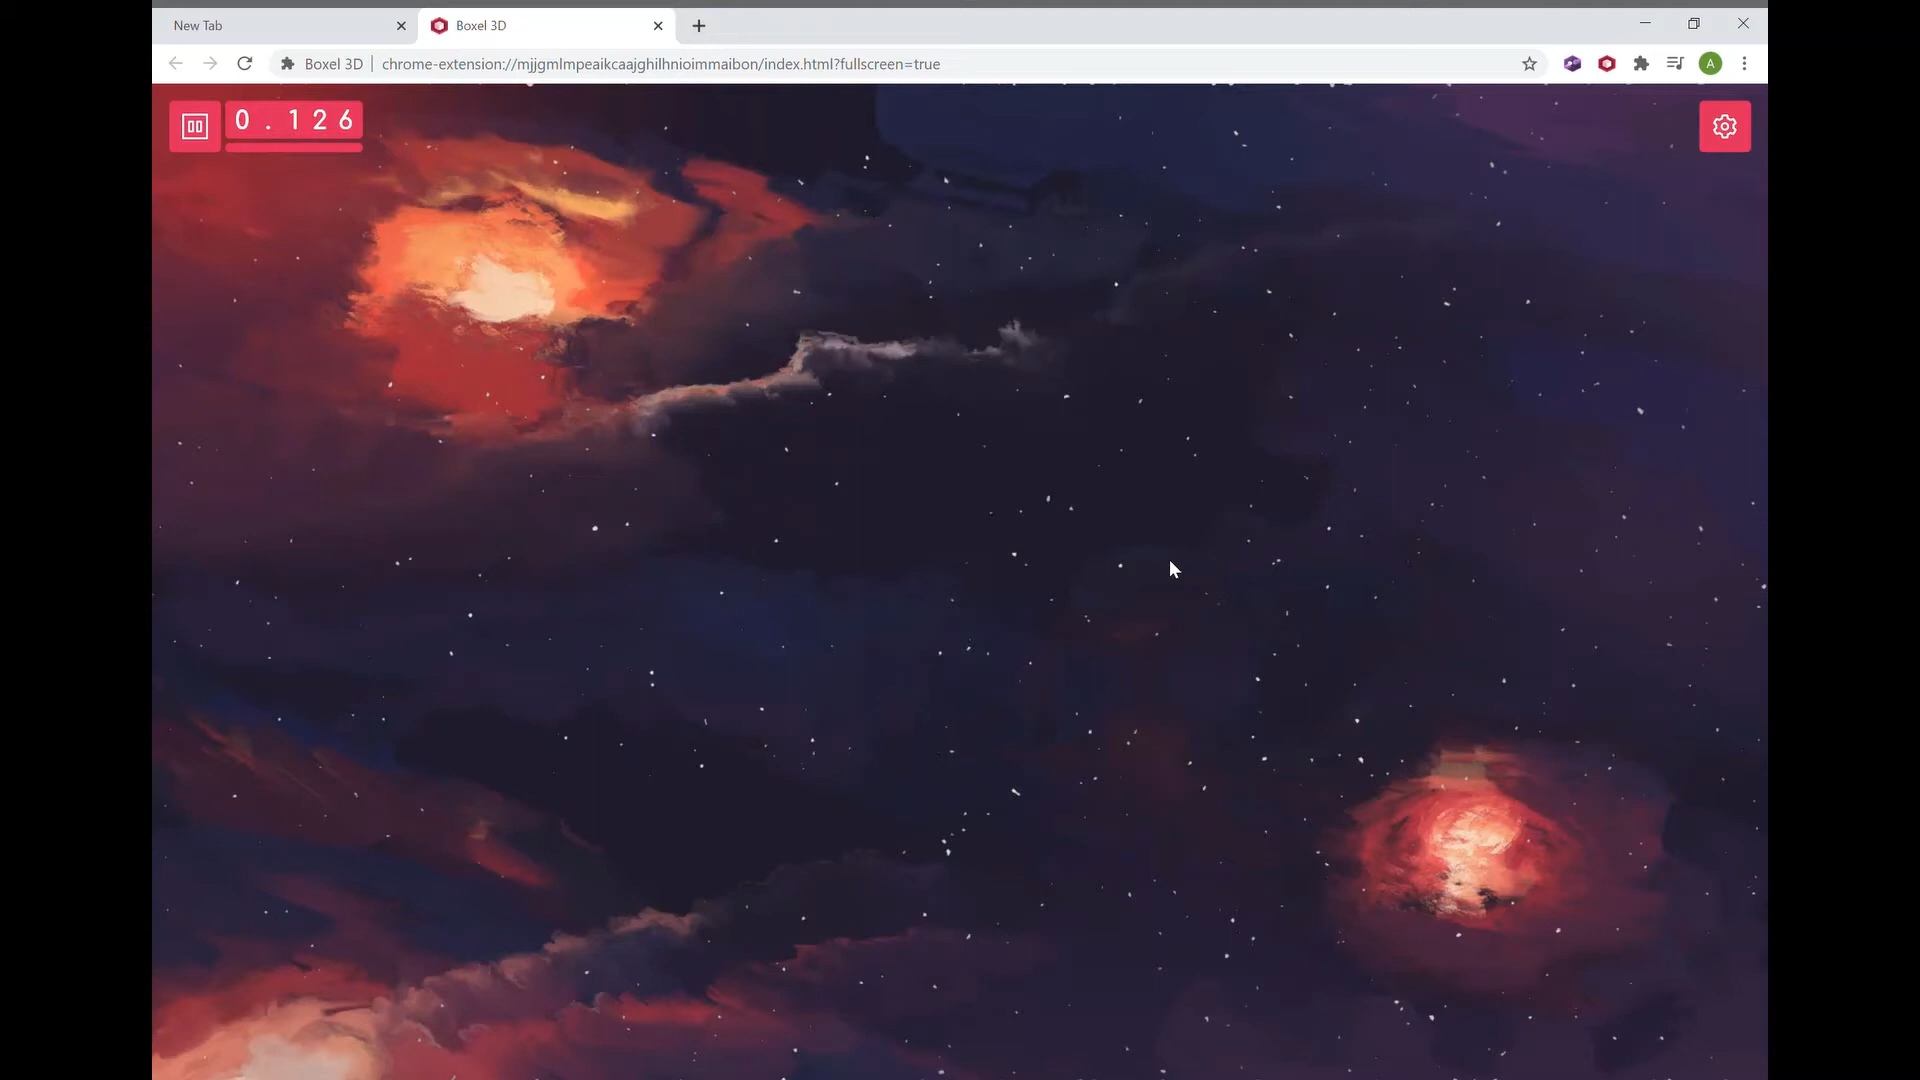 New Tab
Boxel 3D
Boxel 3D
chrome-extension://mjjgmlmpeaikcaajghilhnioimmaibon/index.html?fullscreen=true
A
0.126